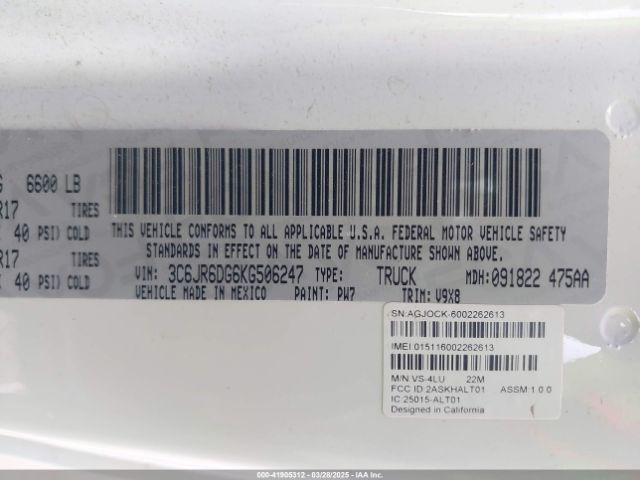 G 6600 LB
R17 TIRES
40 PSI) COLD
R17 TIRES
40 PSI) COLD
THIS VEHICLE CONFORMS TO ALL APPLICABLE U.S.A. FEDERAL MOTOR VEHICLE SAFETY
STANDARDS IN EFFECT ON THE DATE OF MANUFACTURE SHOWN ABOVE.
VIN: 3C6JR6DG6KG506247 TYPE: TRUCK MDH: 091822 475AA
VEHICLE MADE IN MEXICO PAINT: PW7 TRIM: V9X8
SN:AGJOCK-6002262613
IMEI:015116002262613
M/N VS-4LU 22M
FCC ID:2ASKHALT01 ASSM:1.0.0
IC:25015-ALT01
Designed in California
000-41905312 — 03/28/2025 — IAA Inc.